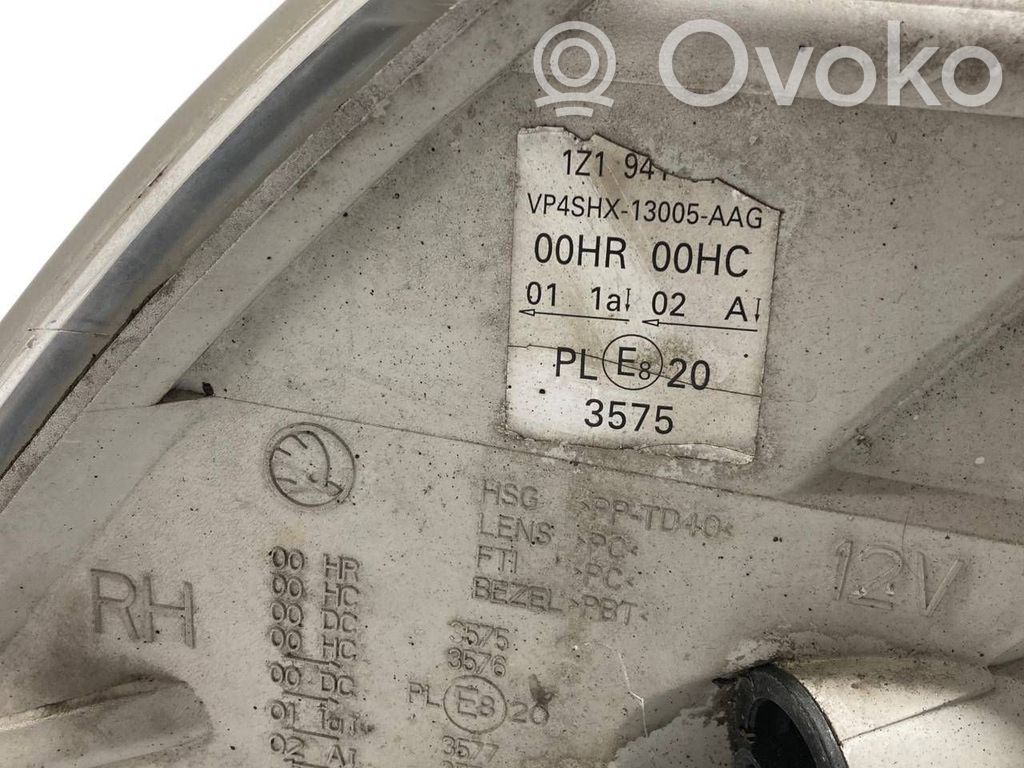 Ovoko
1Z1 941
VP4SHX-13005-AAG
00HR 00HC
01 1a 02 A
PL E8 20
3575
HSG >PP-TD40<
LENS >PC<
FTI >PC<
BEZEL >PBT<
12V
RH
00 HR
00 HC
00 DC
00 HC
00 DC
01 1a
02 A
3575
3576
PL E8 20
3577